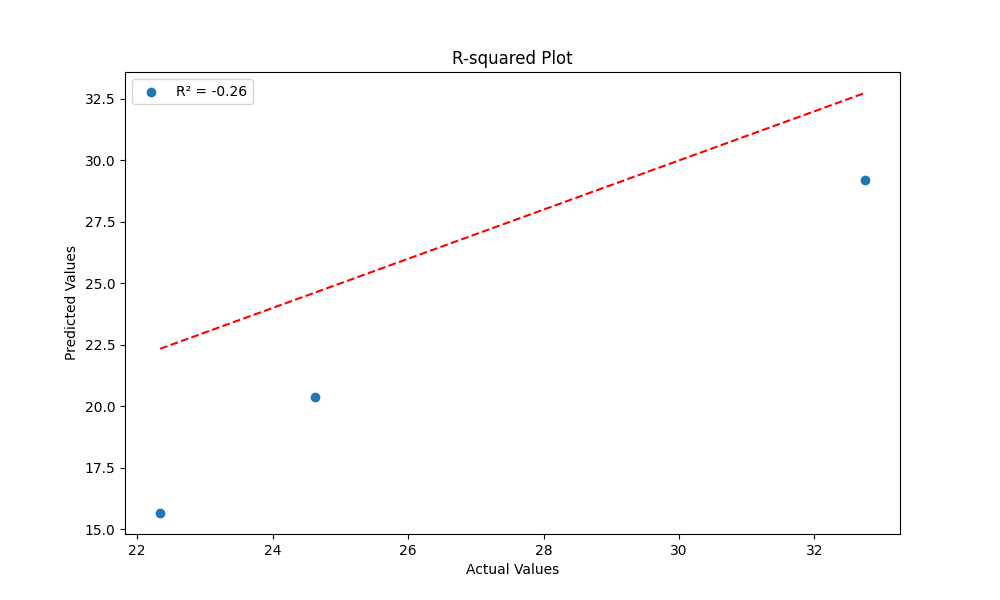 R-squared Plot
R² = -0.26
32.5
30.0
27.5
25.0
22.5
20.0
17.5
15.0
Predicted Values
22 24 26 28 30 32
Actual Values